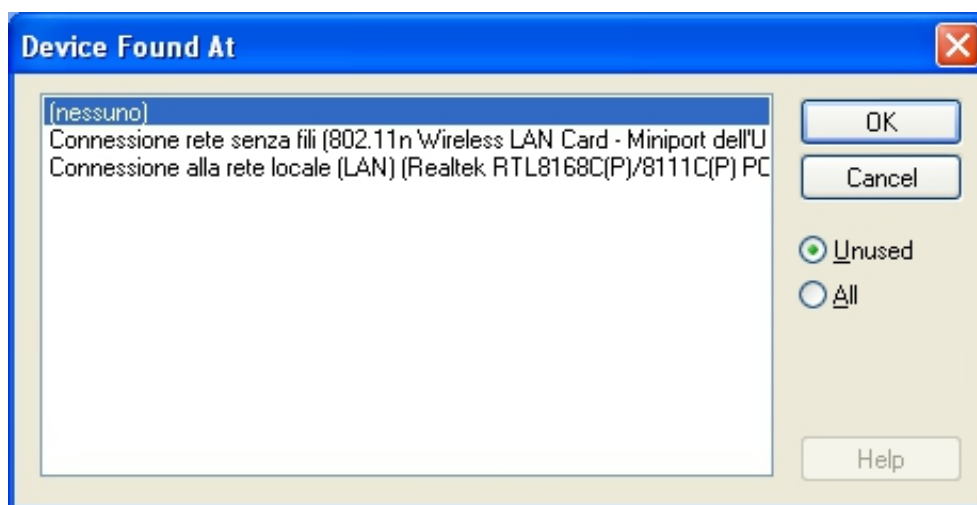 Device Found At
(nessuno)
Connessione rete senza fili (802.11n Wireless LAN Card - Miniport dell'U
Connessione alla rete locale (LAN) (Realtek RTL8168C(P)/8111C(P) PC
OK
Cancel
Unused
All
Help